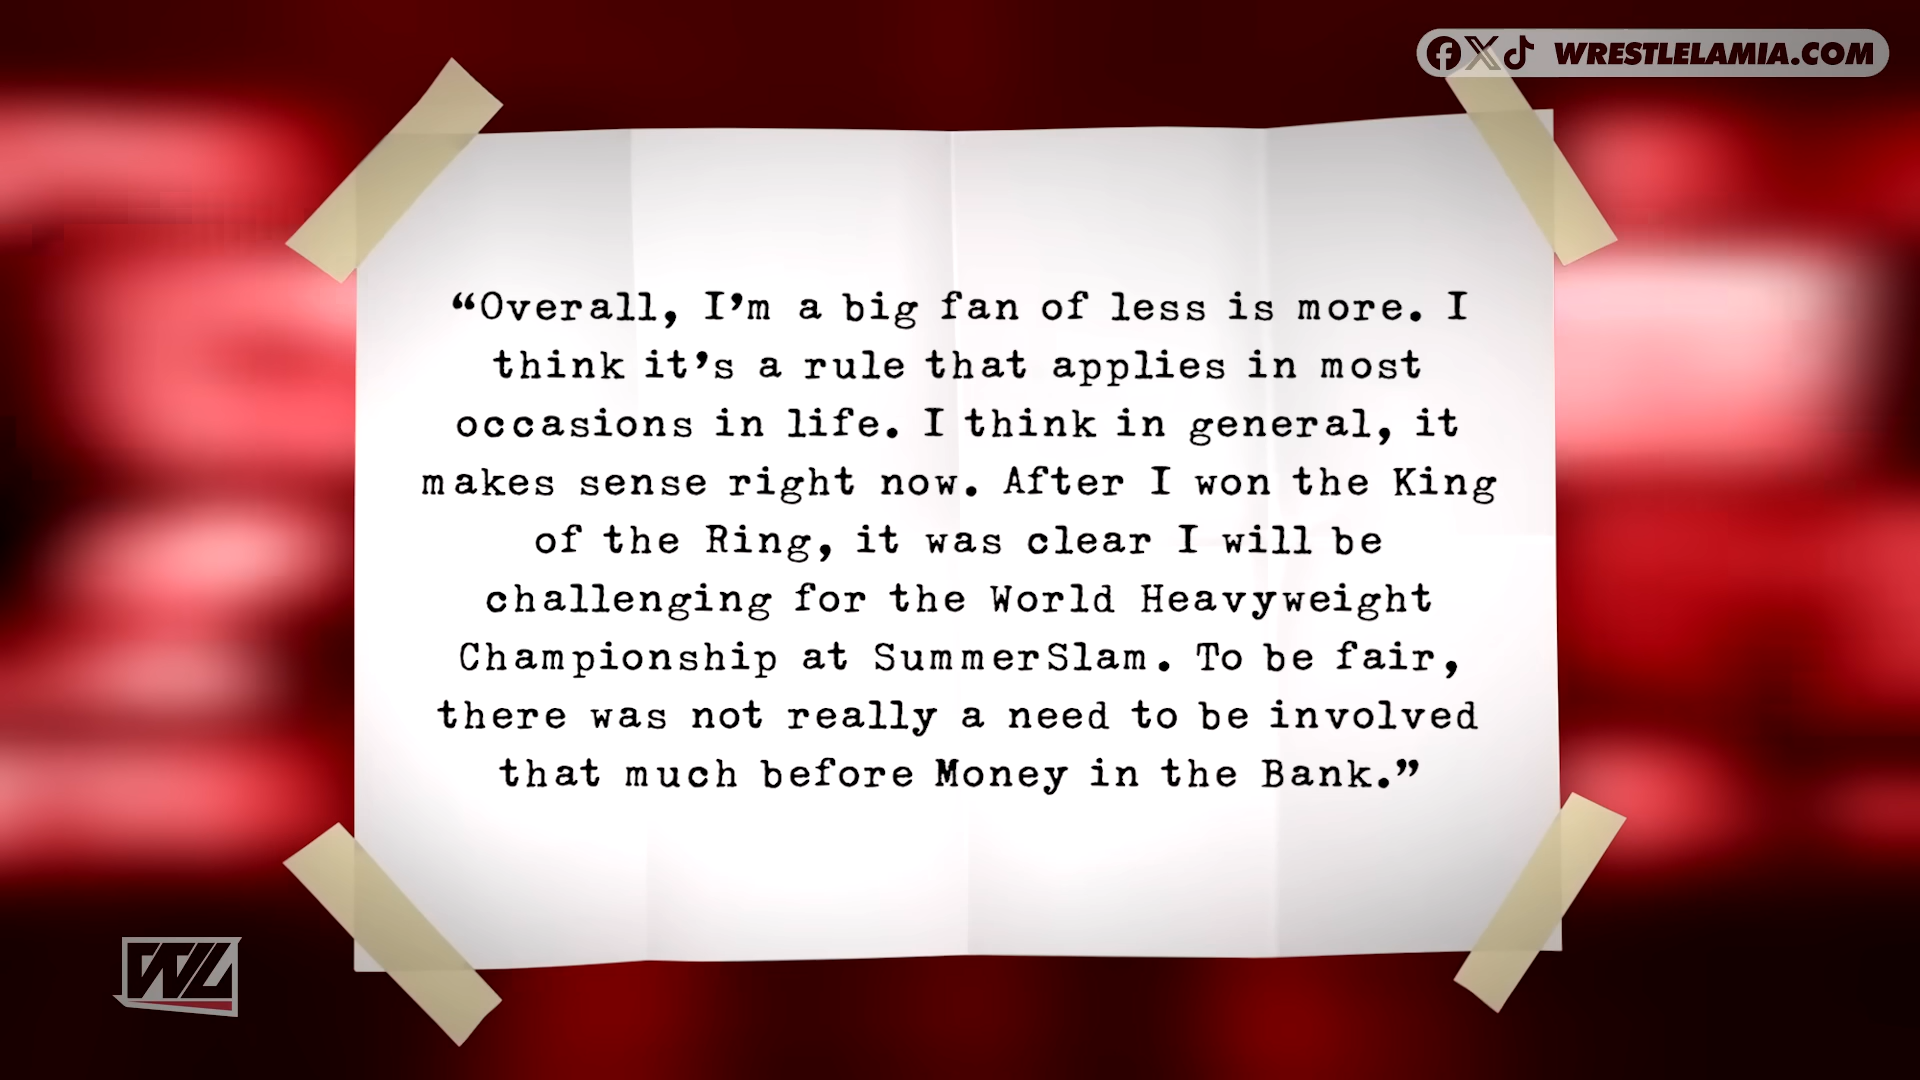 WRESTLELAMIA.COM
“Overall, I’m a big fan of less is more. I
think it’s a rule that applies in most
occasions in life. I think in general, it
makes sense right now. After I won the King
of the Ring, it was clear I will be
challenging for the World Heavyweight
Championship at SummerSlam. To be fair,
there was not really a need to be involved
that much before Money in the Bank.”
WL